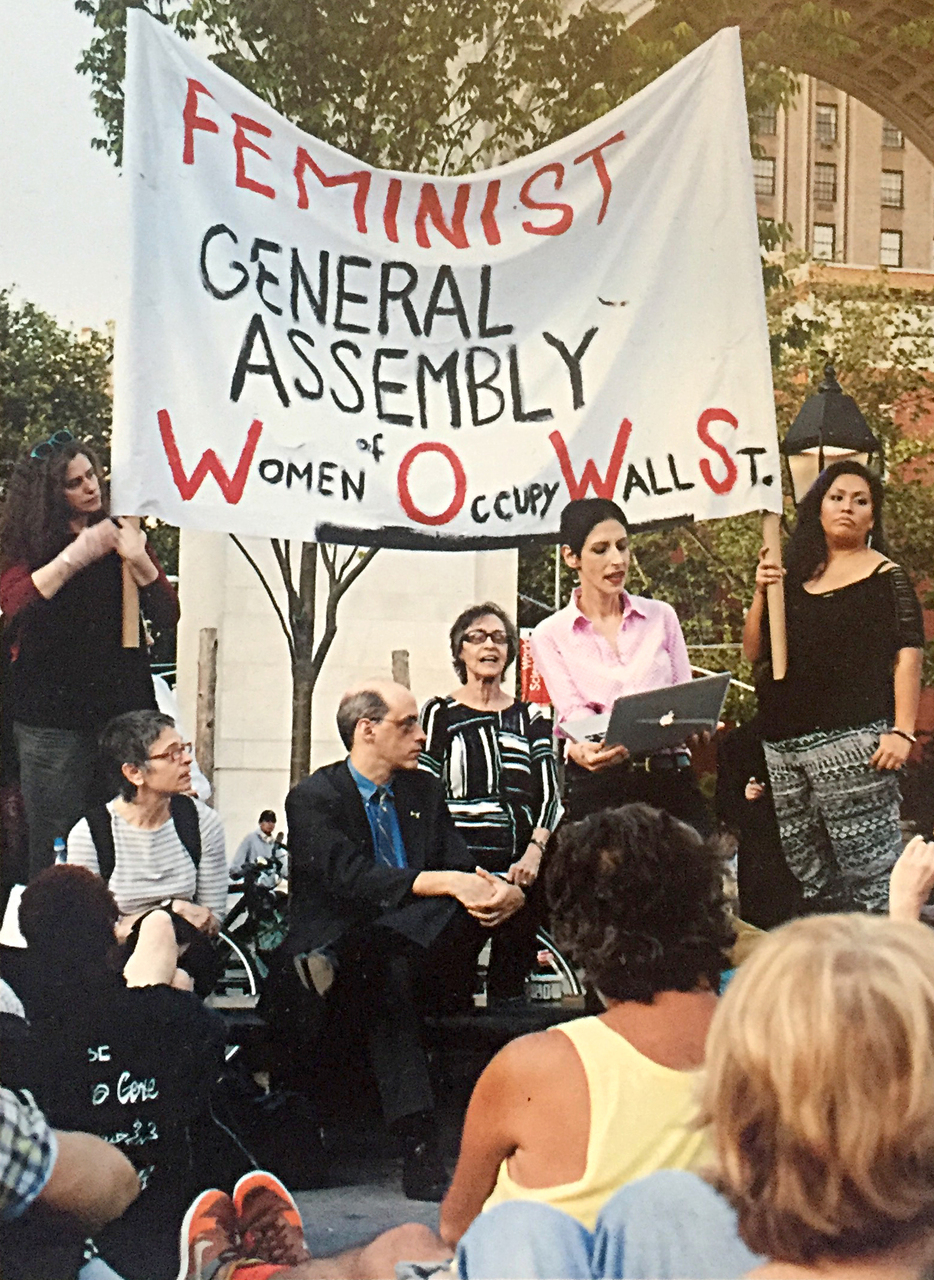 FEMINIST
GENERAL
ASSEMBLY
of
WOMEN OCCUPY WALL ST.